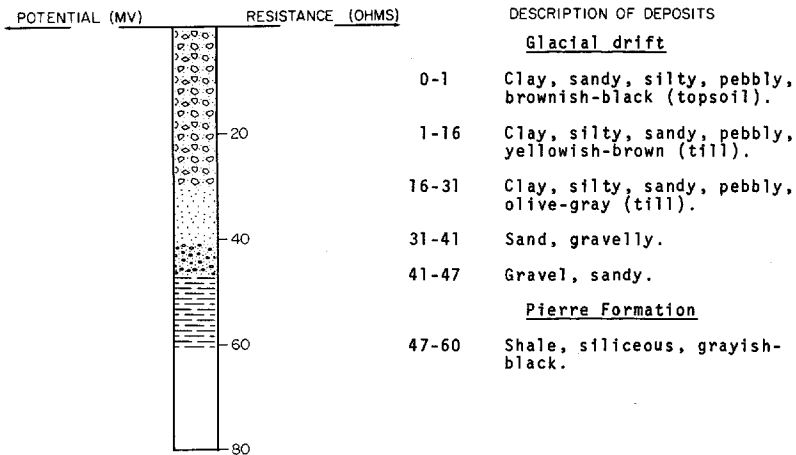 POTENTIAL (MV) RESISTANCE (OHMS) DESCRIPTION OF DEPOSITS
Glacial drift
0-1 Clay, sandy, silty, pebbly,
brownish-black (topsoil).
20
1-16 Clay, silty, sandy, pebbly,
yellowish-brown (till).
16-31 Clay, silty, sandy, pebbly,
olive-gray (till).
40
31-41 Sand, gravelly.
41-47 Gravel, sandy.
Pierre Formation
60
47-60 Shale, siliceous, grayish-
black.
80